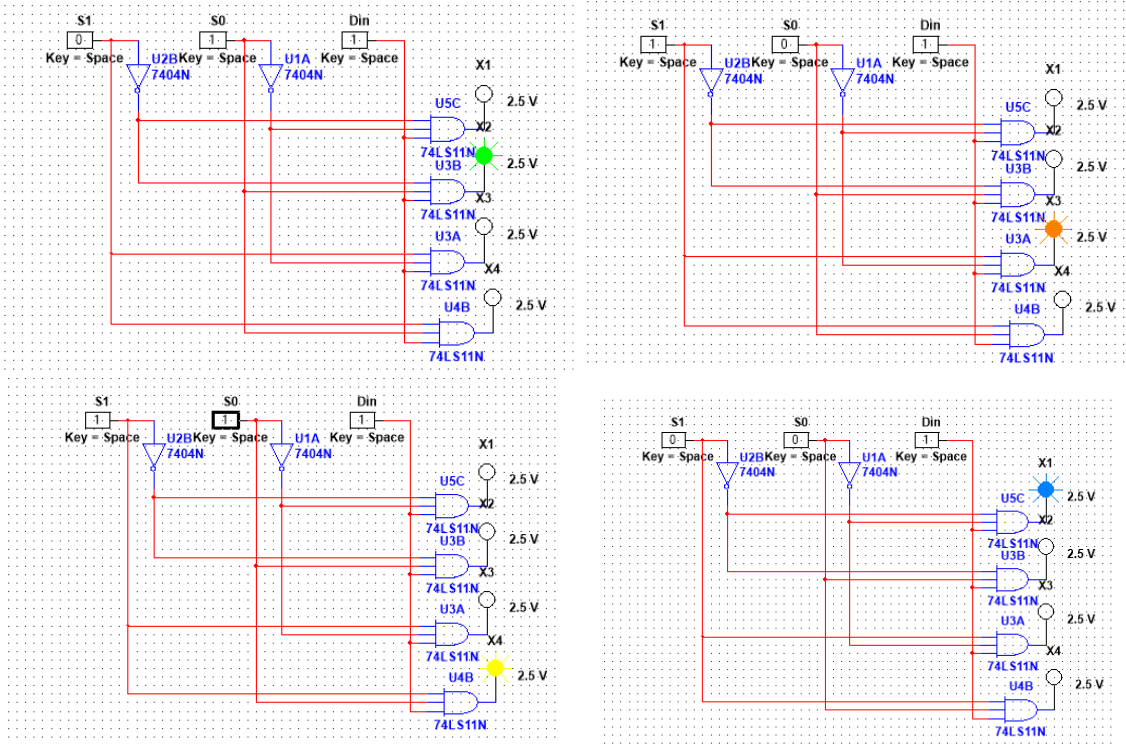 S1 S0 Din
0 1 1
Key = Space Key = Space Key = Space
U2B U1A
7404N 7404N
X1
2.5 V
U5C
X2
74LS11N
2.5 V
U3B
X3
74LS11N
2.5 V
U3A
X4
74LS11N
2.5 V
U4B
74LS11N
S1 S0 Din
1 0 1
Key = Space Key = Space Key = Space
U2B U1A
7404N 7404N
X1
2.5 V
U5C
X2
74LS11N
2.5 V
U3B
X3
74LS11N
2.5 V
U3A
X4
74LS11N
2.5 V
U4B
74LS11N
S1 S0 Din
1 1 1
Key = Space Key = Space Key = Space
U2B U1A
7404N 7404N
X1
2.5 V
U5C
X2
74LS11N
2.5 V
U3B
X3
74LS11N
2.5 V
U3A
X4
74LS11N
2.5 V
U4B
74LS11N
S1 S0 Din
0 0 1
Key = Space Key = Space Key = Space
U2B U1A
7404N 7404N
X1
2.5 V
U5C
X2
74LS11N
2.5 V
U3B
X3
74LS11N
2.5 V
U3A
X4
74LS11N
2.5 V
U4B
74LS11N